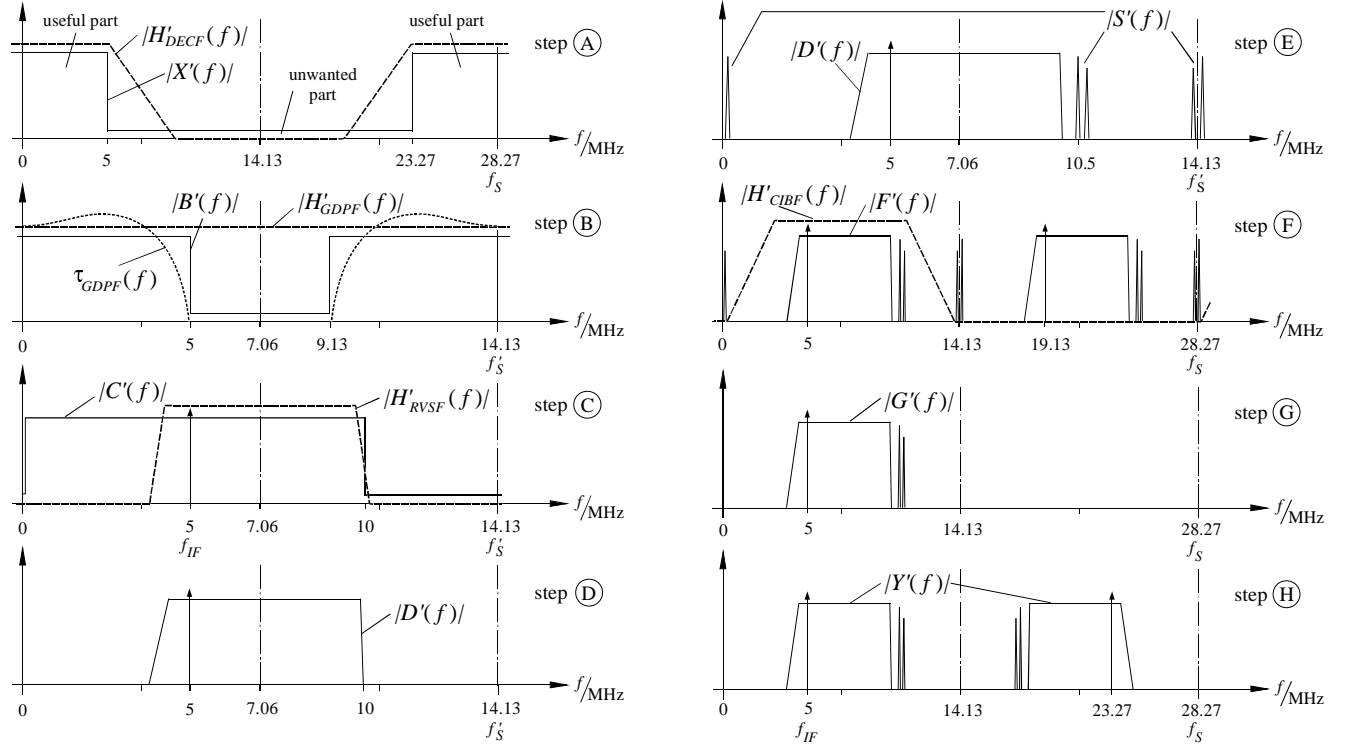 useful part
useful part
|H'DECF(f)|
|X'(f)|
unwanted
part
step A
f/MHz
0 5 14.13 23.27 28.27
fS
|B'(f)|
|H'GDPF(f)|
step B
τGDPF(f)
f/MHz
0 5 7.06 9.13 14.13
f'S
|C'(f)|
|H'RVSF(f)|
step C
f/MHz
0 5 7.06 10 14.13
fIF f'S
step D
|D'(f)|
f/MHz
0 5 7.06 10 14.13
fIF f'S
|S'(f)|
step E
|D'(f)|
f/MHz
0 5 7.06 10.5 14.13
f'S
|H'CIBF(f)|
|F'(f)|
step F
f/MHz
0 5 14.13 19.13 28.27
fS
|G'(f)|
step G
f/MHz
0 5 14.13 28.27
fS
|Y'(f)|
step H
f/MHz
0 5 14.13 23.27 28.27
fIF fS